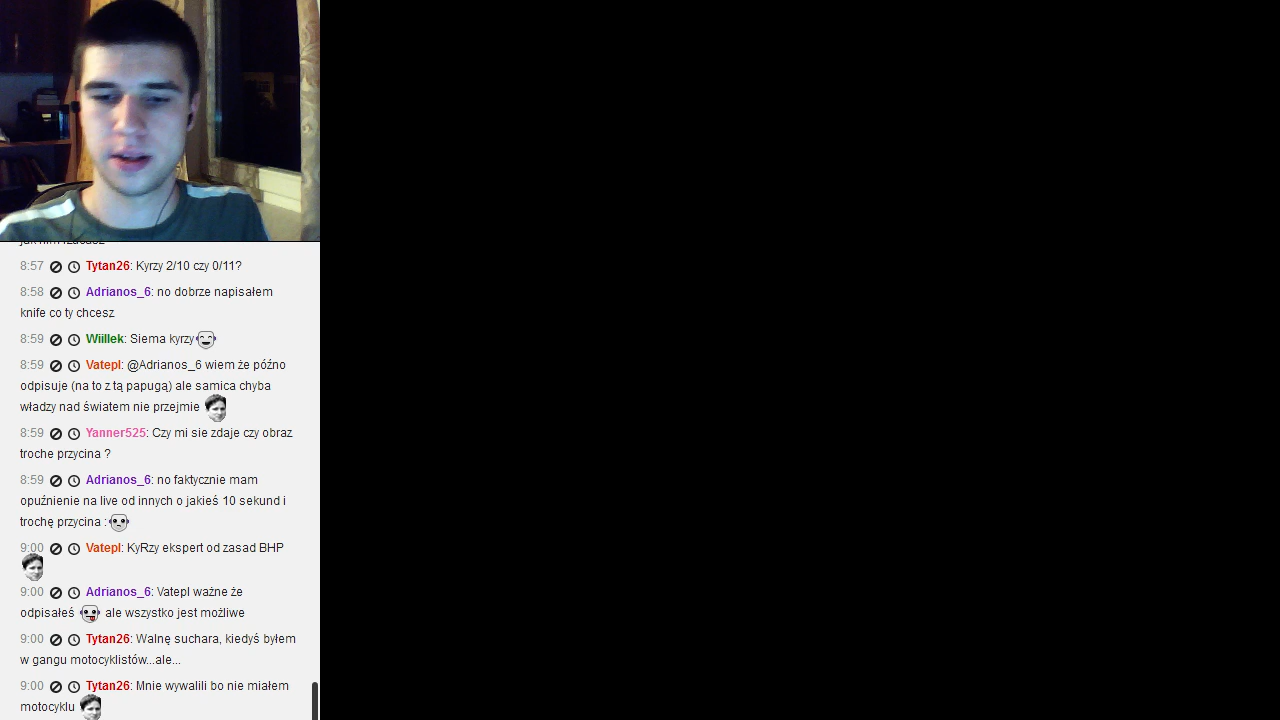 8:57 Tytan26: Kyrzy 2/10 czy 0/11?
8:58 Adrianos_6: no dobrze napisałem
knife co ty chcesz
8:59 Wiillek: Siema kyrzy
8:59 Vatepl: @Adrianos_6 wiem że późno
odpisuje (na to z tą papugą) ale samica chyba
władzy nad światem nie przejmie
8:59 Yanner525: Czy mi sie zdaje czy obraz
troche przycina ?
8:59 Adrianos_6: no faktycznie mam
opuźnienie na live od innych o jakieś 10 sekund i
trochę przycina :
9:00 Vatepl: KyRzy ekspert od zasad BHP
9:00 Adrianos_6: Vatepl ważne że
odpisałeś ale wszystko jest możliwe
9:00 Tytan26: Walnę suchara, kiedyś byłem
w gangu motocyklistów...ale...
9:00 Tytan26: Mnie wywalili bo nie miałem
motocyklu